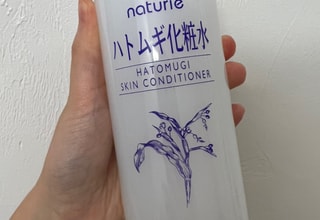 naturie
ハトムギ化粧水
HATOMUGI
SKIN CONDITIONER